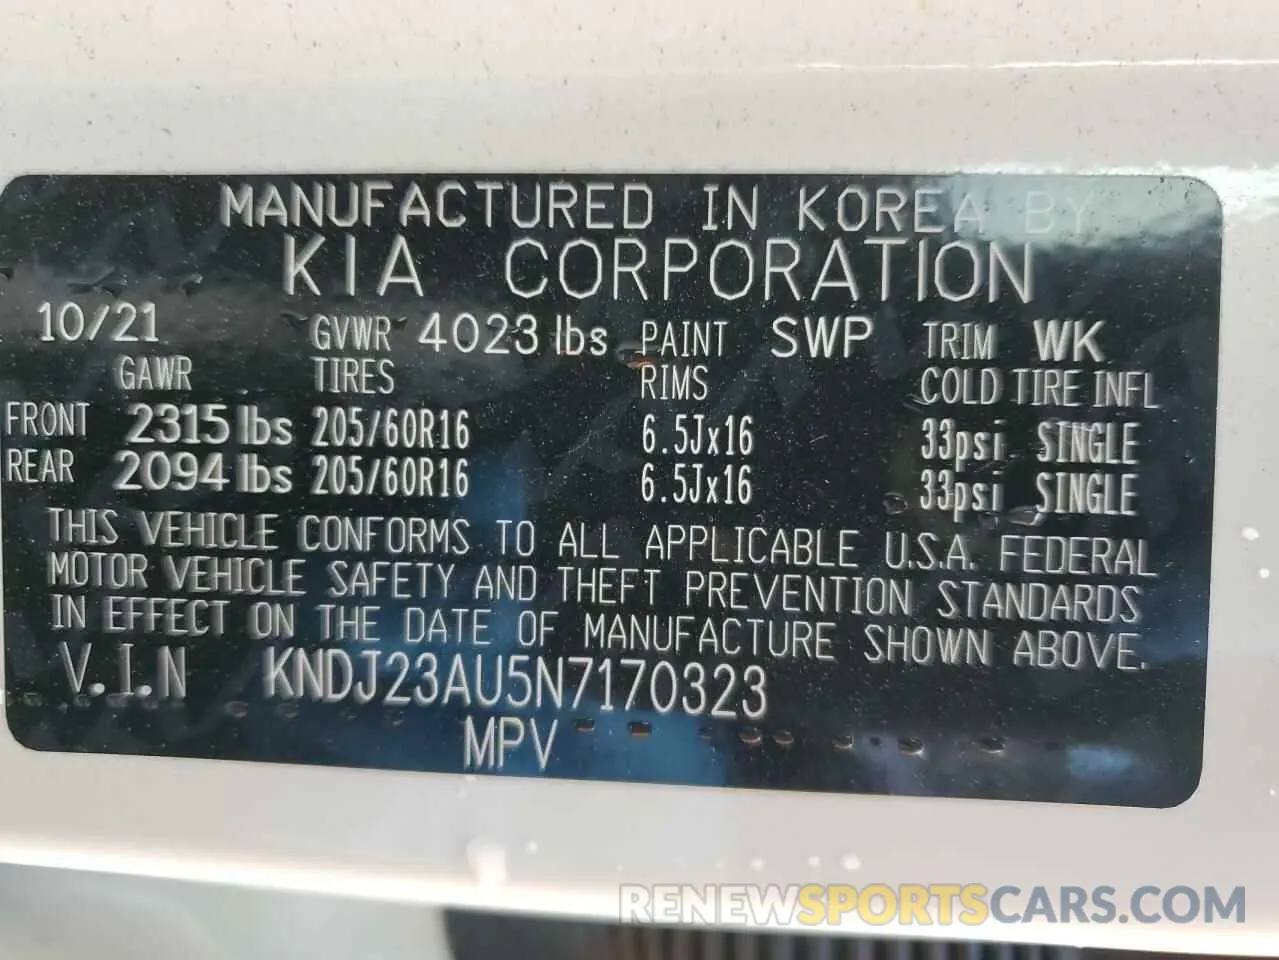 MANUFACTURED IN KOREA BY
KIA CORPORATION
10/21 GVWR 4023 lbs PAINT SWP TRIM WK
GAWR TIRES RIMS COLD TIRE INFL
FRONT 2315 lbs 205/60R16 6.5Jx16 33psi SINGLE
REAR 2094 lbs 205/60R16 6.5Jx16 33psi SINGLE
THIS VEHICLE CONFORMS TO ALL APPLICABLE U.S.A. FEDERAL
MOTOR VEHICLE SAFETY AND THEFT PREVENTION STANDARDS
IN EFFECT ON THE DATE OF MANUFACTURE SHOWN ABOVE.
V.I.N KNDJ23AU5N7170323
MPV
RENEWSPORTSCARS.COM